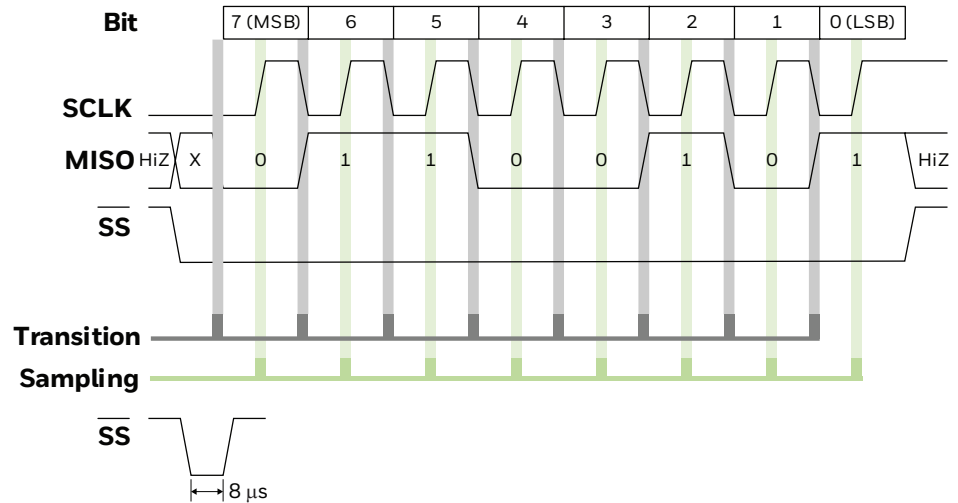 Bit 7 (MSB) 6 5 4 3 2 1 0 (LSB)
SCLK
MISO HiZ X 0 1 1 0 0 1 0 1 HiZ
SS
Transition
Sampling
SS
8 µs